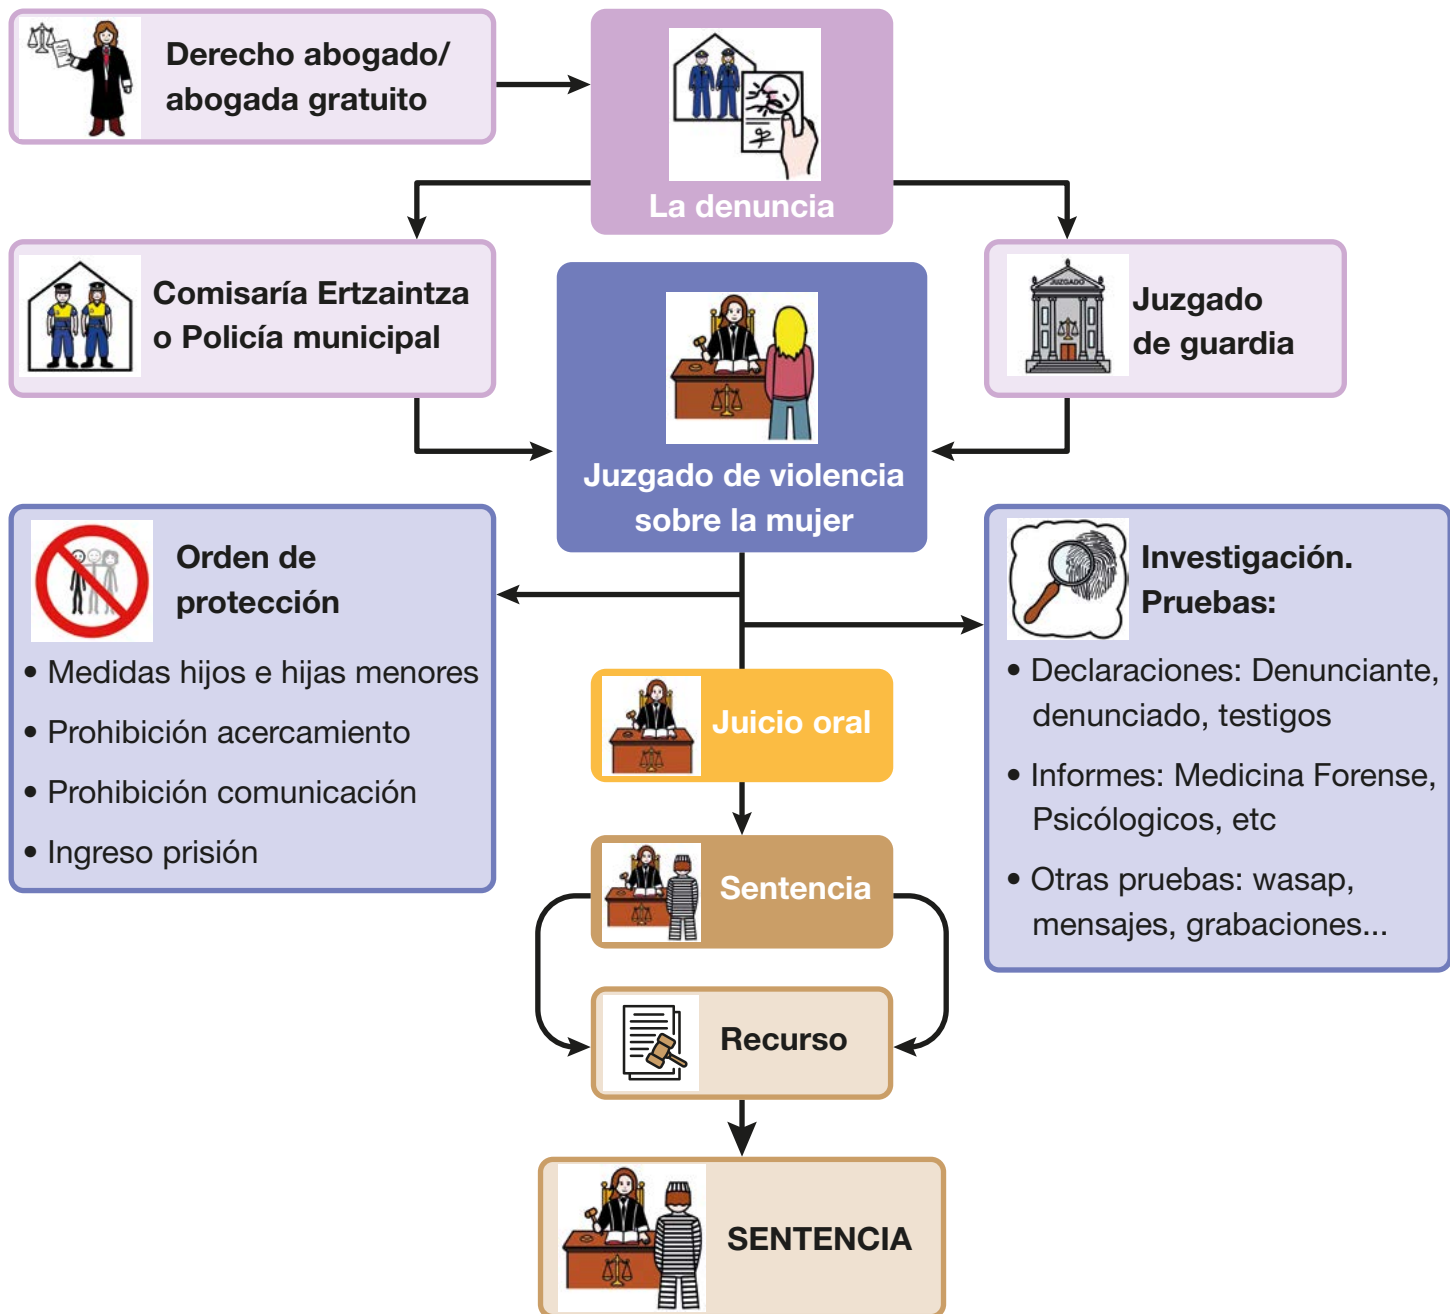 Derecho abogado/
abogada gratuito
La denuncia
Comisaría Ertzaintza
o Policía municipal
JUZGADO
Juzgado
de guardia
Juzgado de violencia
sobre la mujer
Orden de
protección
• Medidas hijos e hijas menores
• Prohibición acercamiento
• Prohibición comunicación
• Ingreso prisión
Investigación.
Pruebas:
• Declaraciones: Denunciante,
denunciado, testigos
• Informes: Medicina Forense,
Psicólogicos, etc
• Otras pruebas: wasap,
mensajes, grabaciones...
Juicio oral
Sentencia
Recurso
SENTENCIA